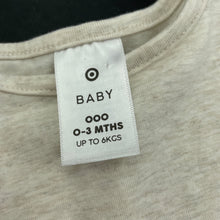 BABY
000
0-3 MTHS
UP TO 6KGS